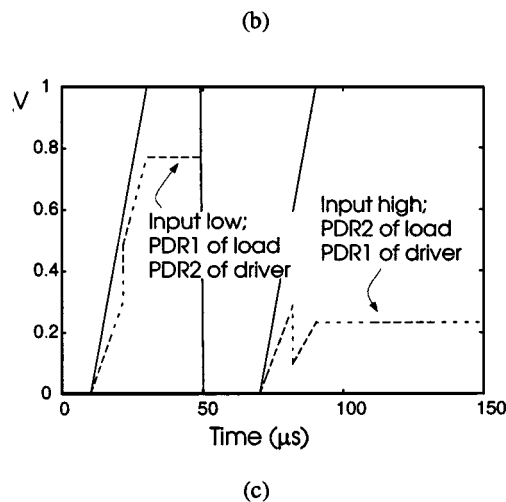 (b)
1
V
0.8
0.6
0.4
0.2
0
Input low;
PDR1 of load
PDR2 of driver
Input high;
PDR2 of load
PDR1 of driver
0
50
100
150
Time (μs)
(c)